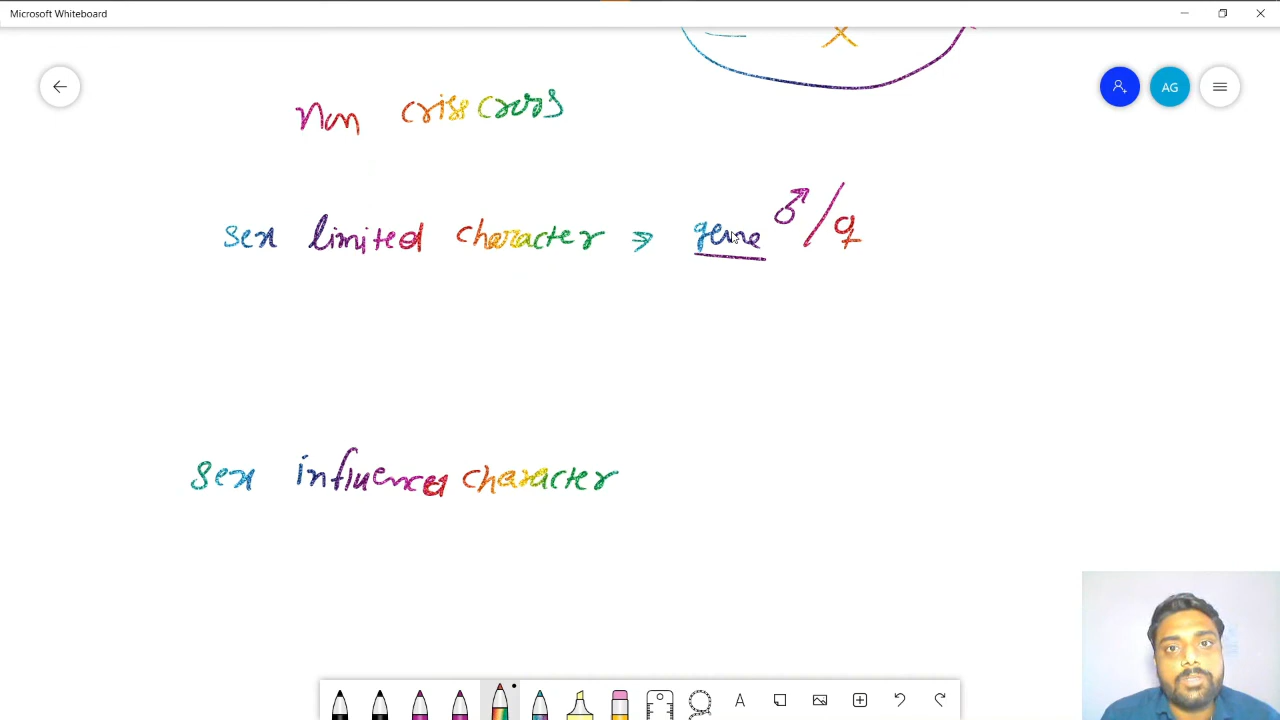 Microsoft Whiteboard
AG
non criss cross
sex limited character ⇒ gene ♂/♀
sex influenced character
A